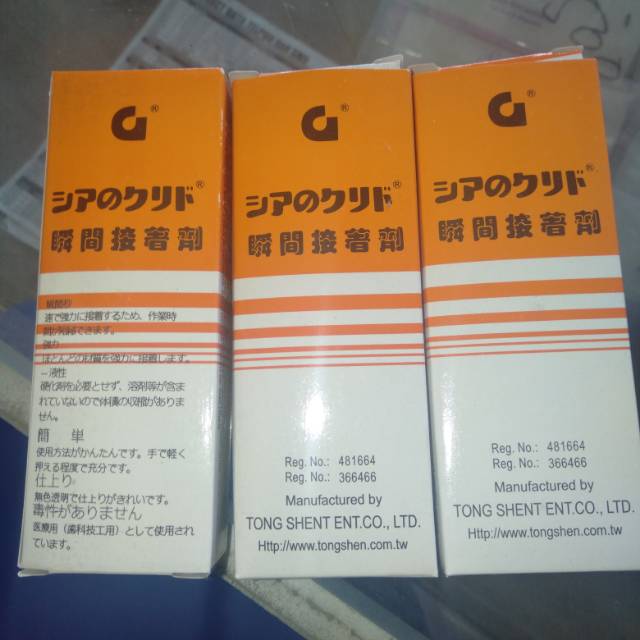 G®
シアのクリド®
瞬間接着劑
瞬間秒
速で強力に接着するため、作業時
間が短縮できます。
強力
ほとんどの材質を強力に接着します。
一液性
硬化剤を必要とせず、溶剤等が含ま
れていないので体積の収縮がありま
せん。
簡 単
使用方法がかんたんです。手で軽く
押える程度で充分です。
仕上り
無色透明で仕上りがきれいです。
毒性がありません
医療用(歯科技工用)として使用され
ています。
G®
シアのクリド®
瞬間接着劑
Reg. No.: 481664
Reg. No.: 366466
Manufactured by
TONG SHENT ENT.CO., LTD.
Http://www.tongshen.com.tw
G®
シアのクリド®
瞬間接着劑
Reg. No.: 481664
Reg. No.: 366466
Manufactured by
TONG SHENT ENT.CO., LTD.
Http://www.tongshen.com.tw